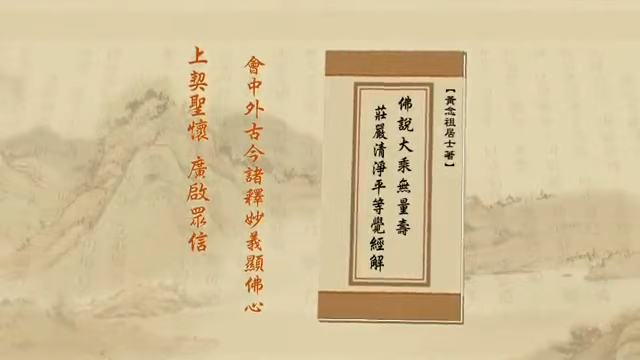 【黃念祖居士著】
佛說大乘無量壽
莊嚴清淨平等覺經解
會中外古今諸釋妙義顯佛心
上契聖懷 廣啟眾信